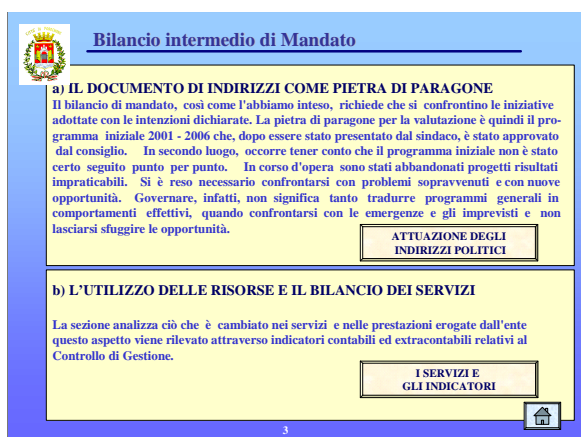 Bilancio intermedio di Mandato
a) IL DOCUMENTO DI INDIRIZZI COME PIETRA DI PARAGONE
Il bilancio di mandato, così come l'abbiamo inteso, richiede che si confrontino le iniziative
adottate con le intenzioni dichiarate. La pietra di paragone per la valutazione è quindi il pro-
gramma iniziale 2001 - 2006 che, dopo essere stato presentato dal sindaco, è stato approvato
dal consiglio. In secondo luogo, occorre tener conto che il programma iniziale non è stato
certo seguito punto per punto. In corso d'opera sono stati abbandonati progetti risultati
impraticabili. Si è reso necessario confrontarsi con problemi sopravvenuti e con nuove
opportunità. Governare, infatti, non significa tanto tradurre programmi generali in
comportamenti effettivi, quando confrontarsi con le emergenze e gli imprevisti e non
lasciarsi sfuggire le opportunità.
ATTUAZIONE DEGLI
INDIRIZZI POLITICI
b) L'UTILIZZO DELLE RISORSE E IL BILANCIO DEI SERVIZI
La sezione analizza ciò che è cambiato nei servizi e nelle prestazioni erogate dall'ente
questo aspetto viene rilevato attraverso indicatori contabili ed extracontabili relativi al
Controllo di Gestione.
I SERVIZI E
GLI INDICATORI
3